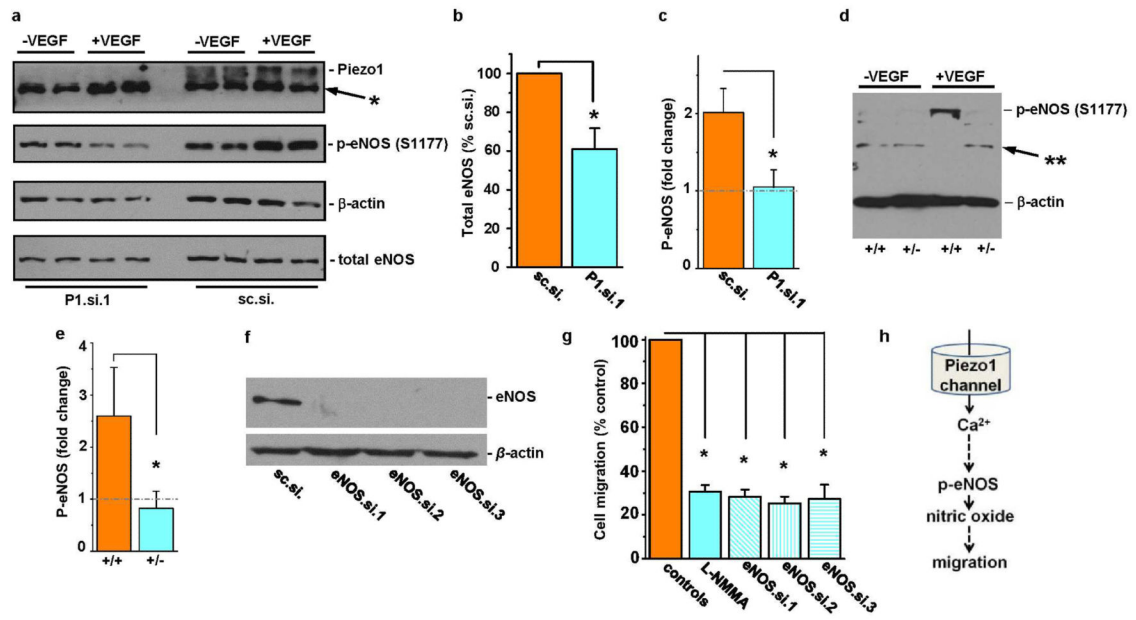 a
-VEGF +VEGF -VEGF +VEGF
- Piezo1
*
- p-eNOS (S1177)
- β-actin
- total eNOS
P1.si.1 sc.si.
b
Total eNOS (% sc.si.)
100
80
60
40
20
0
*
sc.si. P1.si.1
c
P-eNOS (fold change)
2
1
0
*
sc.si. P1.si.1
d
-VEGF +VEGF
p-eNOS (S1177) –
**
– β-actin
+/+ +/- +/+ +/-
e
P-eNOS (fold change)
4
3
2
1
0
*
+/+ +/-
f
- eNOS
- β-actin
sc.si. eNOS.si.1 eNOS.si.2 eNOS.si.3
g
Cell migration (% control)
100
80
60
40
20
0
* * * *
controls L-NMMA eNOS.si.1 eNOS.si.2 eNOS.si.3
h
Piezo1
channel
Ca²⁺
p-eNOS
nitric oxide
migration